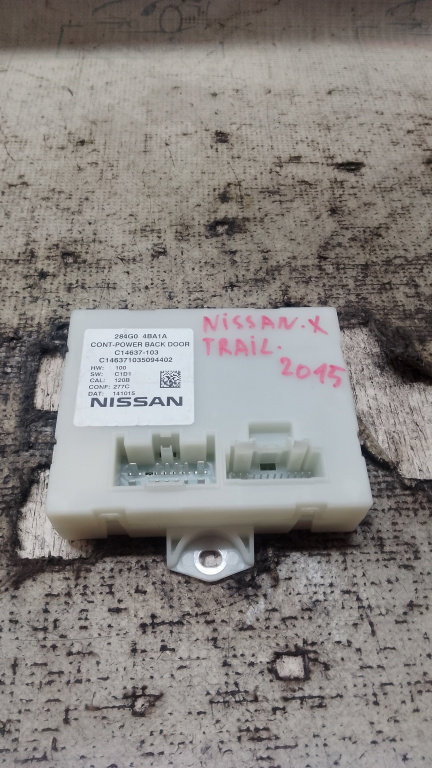 284G0 4BA1A
CONT-POWER BACK DOOR
C14637-103
C146371035094402
HW: 100
SW: C1D1
CAL: 120B
CONF: 277C
DAT: 141015
NISSAN
NiSSAN.X
TRAiL.
2015